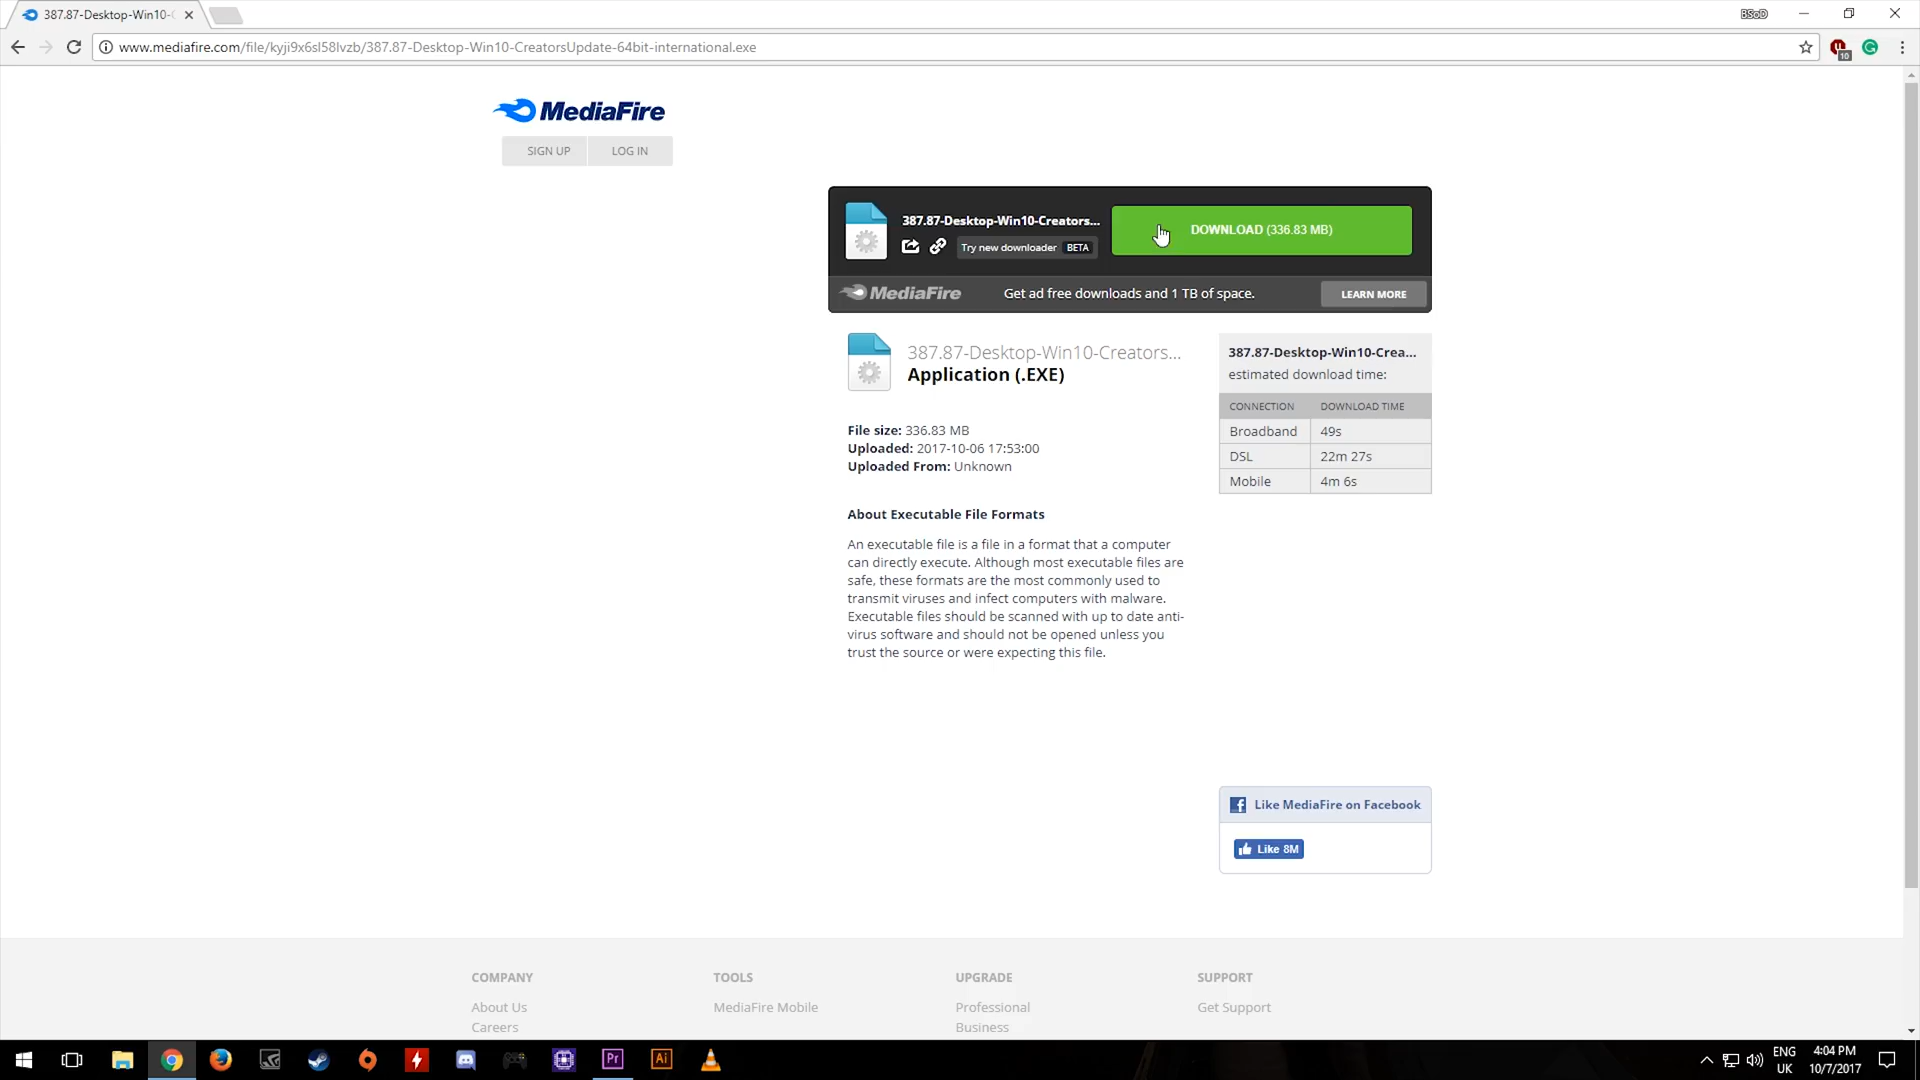 387.87-Desktop-Win10-C
BSoD
www.mediafire.com/file/kyji9x6sl58lvzb/387.87-Desktop-Win10-CreatorsUpdate-64bit-international.exe
10
MediaFire
SIGN UP
LOG IN
387.87-Desktop-Win10-Creators...
Try new downloader BETA
DOWNLOAD (336.83 MB)
MediaFire
Get ad free downloads and 1 TB of space.
LEARN MORE
387.87-Desktop-Win10-Creators...
Application (.EXE)
File size: 336.83 MB
Uploaded: 2017-10-06 17:53:00
Uploaded From: Unknown
About Executable File Formats
An executable file is a file in a format that a computer
can directly execute. Although most executable files are
safe, these formats are the most commonly used to
transmit viruses and infect computers with malware.
Executable files should be scanned with up to date anti-
virus software and should not be opened unless you
trust the source or were expecting this file.
387.87-Desktop-Win10-Crea...
estimated download time:
CONNECTION DOWNLOAD TIME
Broadband 49s
DSL 22m 27s
Mobile 4m 6s
Like MediaFire on Facebook
Like 8M
COMPANY
About Us
Careers
TOOLS
MediaFire Mobile
UPGRADE
Professional
Business
SUPPORT
Get Support
Pr
Ai
ENG
UK
4:04 PM
10/7/2017